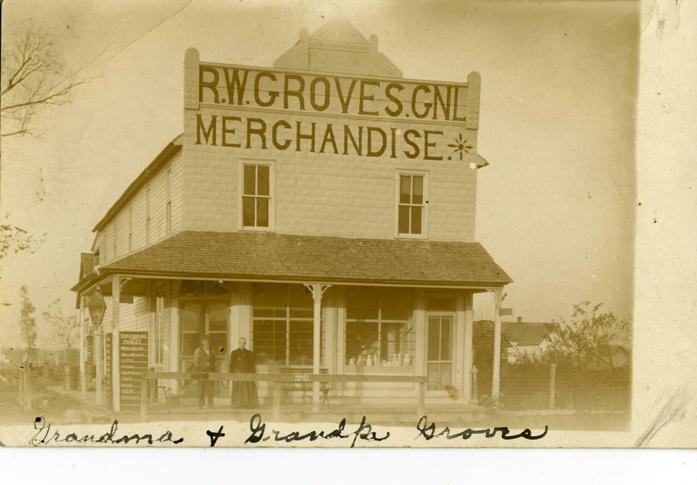 R.W.GROVES.GNL
MERCHANDISE.
Grandma + Grandpa Groves